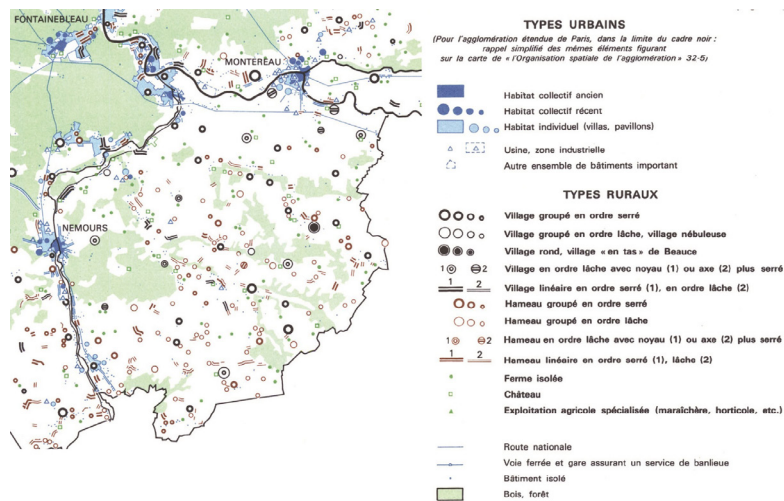 FONTAINEBLEAU
MONTEREAU
NEMOURS
TYPES URBAINS
(Pour l'agglomération étendue de Paris, dans la limite du cadre noir :
rappel simplifié des mêmes éléments figurant
sur la carte de « l'Organisation spatiale de l'agglomération » 32-5)
Habitat collectif ancien
Habitat collectif récent
Habitat individuel (villas, pavillons)
Usine, zone industrielle
Autre ensemble de bâtiments important
TYPES RURAUX
Village groupé en ordre serré
Village groupé en ordre lâche, village nébuleuse
Village rond, village « en tas » de Beauce
1 2 Village en ordre lâche avec noyau (1) ou axe (2) plus serré
1 2 Village linéaire en ordre serré (1), en ordre lâche (2)
Hameau groupé en ordre serré
Hameau groupé en ordre lâche
1 2 Hameau en ordre lâche avec noyau (1) ou axe (2) plus serré
1 2 Hameau linéaire en ordre serré (1), lâche (2)
Ferme isolée
Château
Exploitation agricole spécialisée (maraîchère, horticole, etc.)
Route nationale
Voie ferrée et gare assurant un service de banlieue
Bâtiment isolé
Bois, forêt